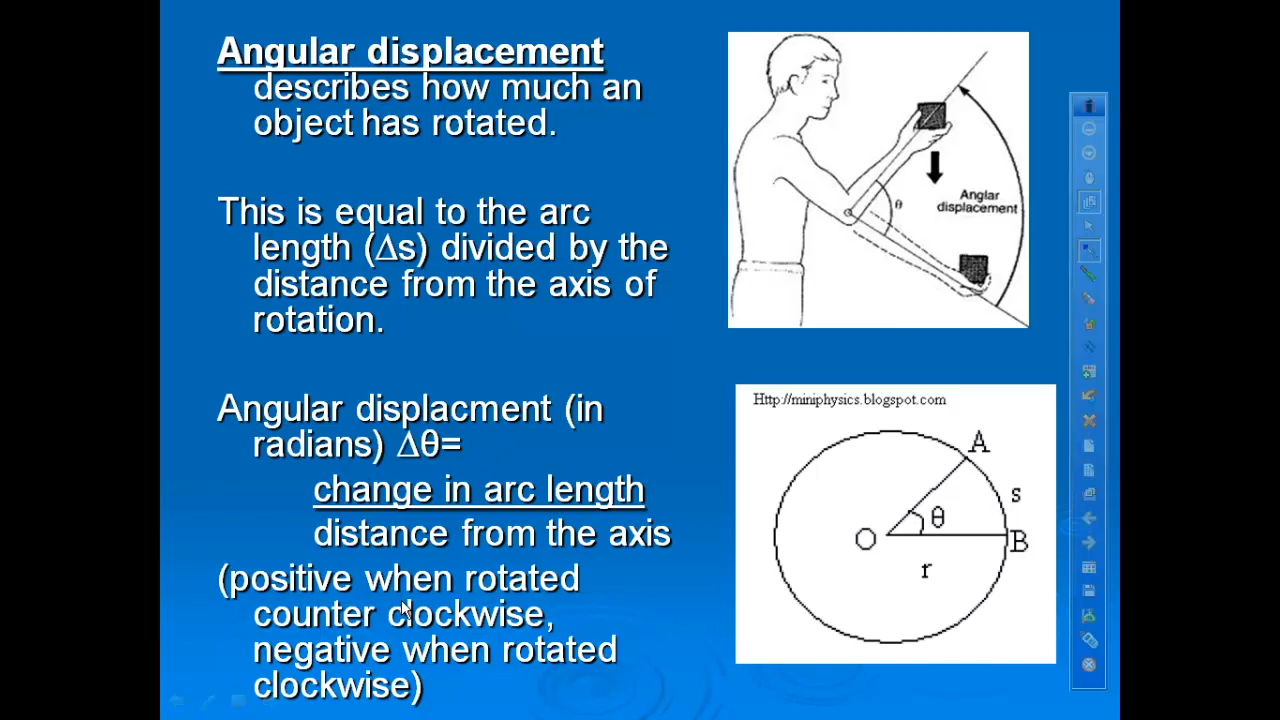 Angular displacement
describes how much an
object has rotated.
This is equal to the arc
length (∆s) divided by the
distance from the axis of
rotation.
Angular displacment (in
radians) ∆θ=
change in arc length
distance from the axis
(positive when rotated
counter clockwise,
negative when rotated
clockwise)
θ
Anglar
displacement
Http://miniphysics.blogspot.com
A
s
θ
O
B
r